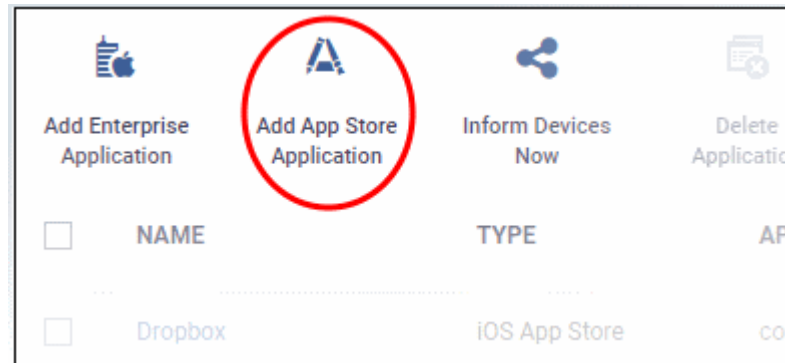 Add Enterprise Application
Add App Store Application
Inform Devices Now
Delete
NAME TYPE
Dropbox iOS App Store